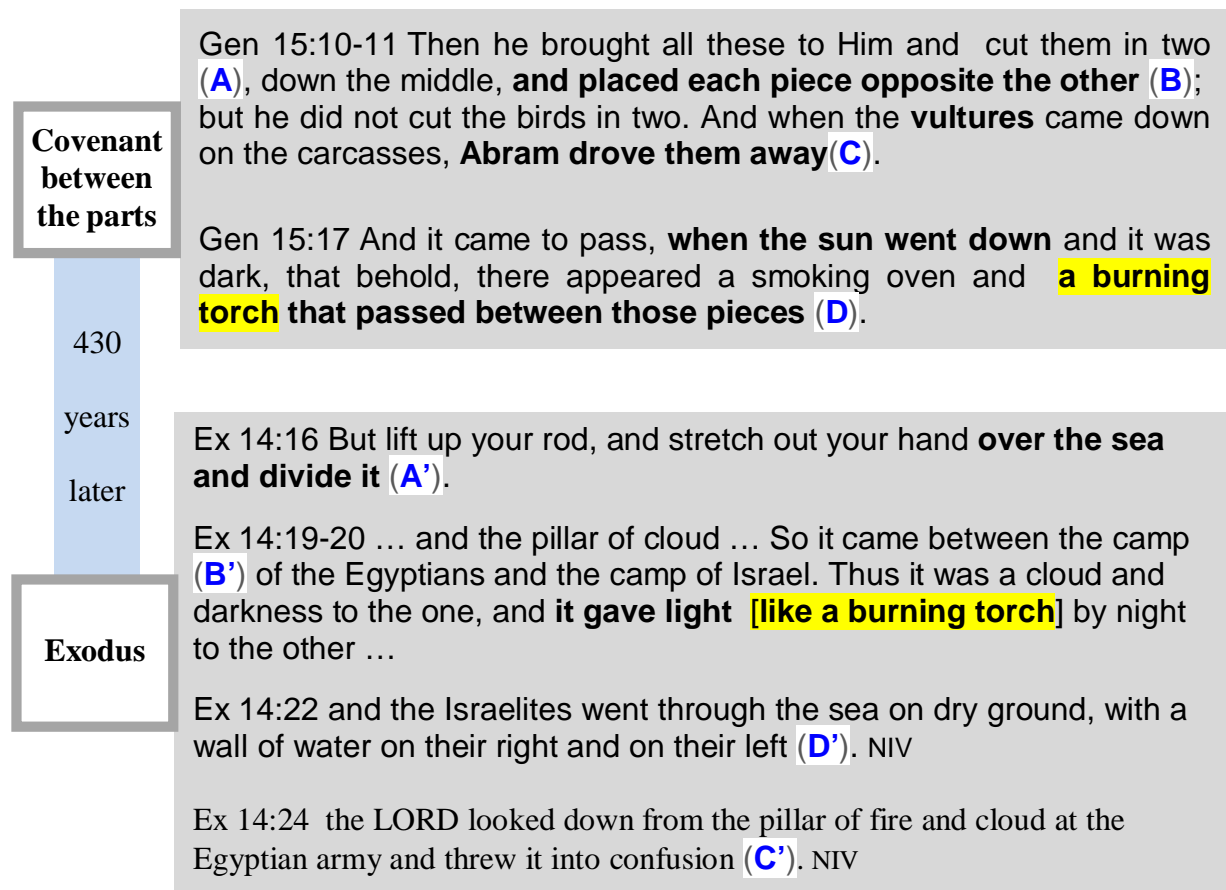 Gen 15:10-11 Then he brought all these to Him and cut them in two
(A), down the middle, and placed each piece opposite the other (B);
but he did not cut the birds in two. And when the vultures came down
on the carcasses, Abram drove them away(C).
Covenant
between
the parts
Gen 15:17 And it came to pass, when the sun went down and it was
dark, that behold, there appeared a smoking oven and a burning
torch that passed between those pieces (D).
430
years
later
Ex 14:16 But lift up your rod, and stretch out your hand over the sea
and divide it (A’).
Ex 14:19-20 … and the pillar of cloud … So it came between the camp
(B’) of the Egyptians and the camp of Israel. Thus it was a cloud and
darkness to the one, and it gave light [like a burning torch] by night
to the other …
Exodus
Ex 14:22 and the Israelites went through the sea on dry ground, with a
wall of water on their right and on their left (D’). NIV
Ex 14:24 the LORD looked down from the pillar of fire and cloud at the
Egyptian army and threw it into confusion (C’). NIV